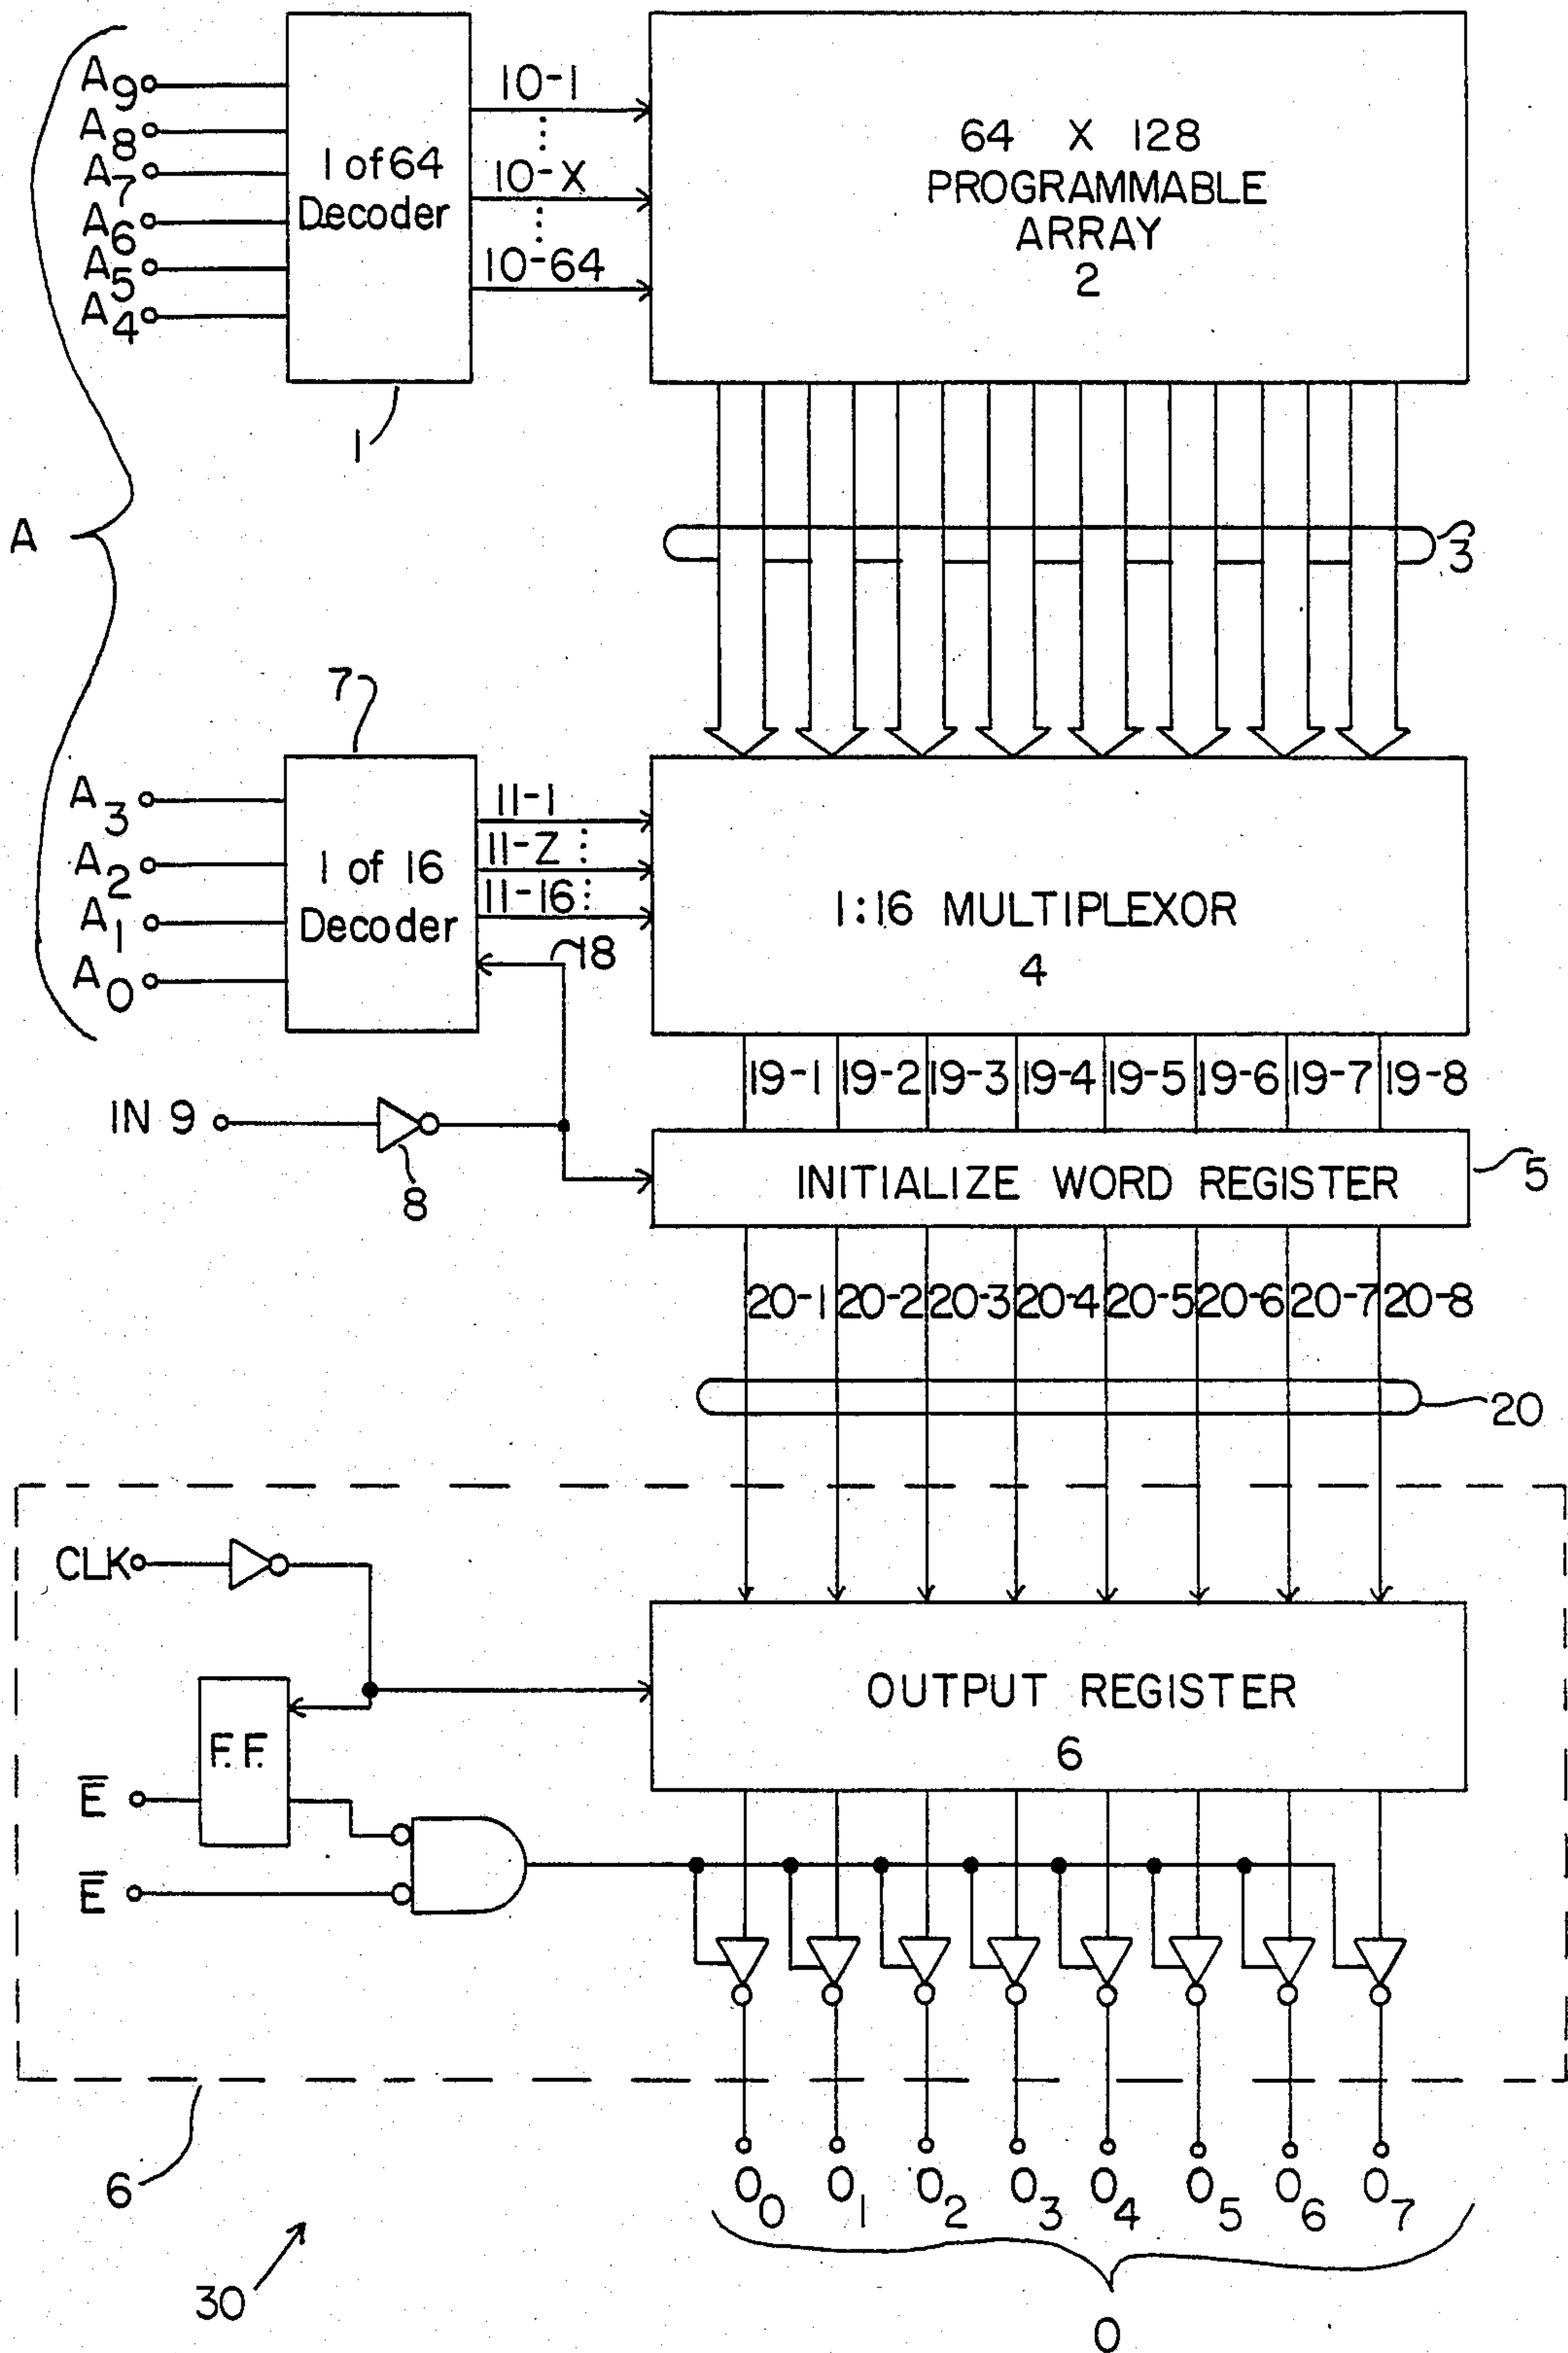 A
A9
A8
A7
A6
A5
A4
1 of 64
Decoder
1
10-1
10-X
10-64
64 X 128
PROGRAMMABLE
ARRAY
2
3
7
A3
A2
A1
A0
1 of 16
Decoder
11-1
11-Z
11-16
18
1:16 MULTIPLEXOR
4
IN 9
8
19-1 19-2 19-3 19-4 19-5 19-6 19-7 19-8
INITIALIZE WORD REGISTER
5
20-1 20-2 20-3 20-4 20-5 20-6 20-7 20-8
20
CLK
F.F.
E̅
E̅
OUTPUT REGISTER
6
6
O0 O1 O2 O3 O4 O5 O6 O7
30
O